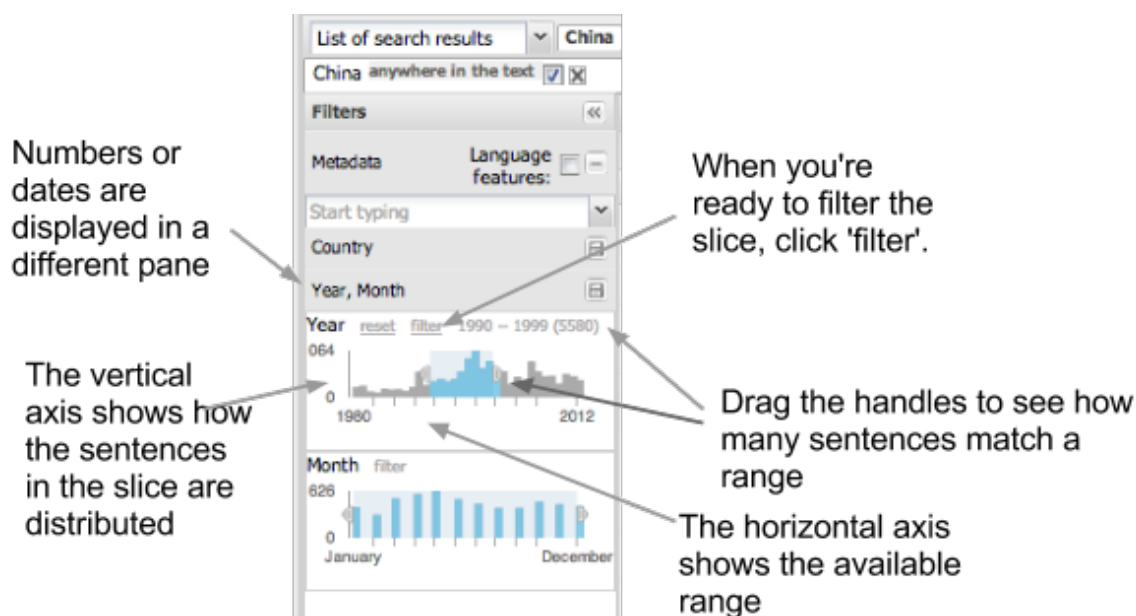 List of search results China
China anywhere in the text
Filters
Metadata Language
features:
Start typing
Country
Year, Month
Year reset filter 1990 – 1999 (5580)
064
0
1980 2012
Month filter
626
0
January December
Numbers or
dates are
displayed in a
different pane
The vertical
axis shows how
the sentences
in the slice are
distributed
When you're
ready to filter the
slice, click 'filter'.
Drag the handles to see how
many sentences match a
range
The horizontal axis
shows the available
range